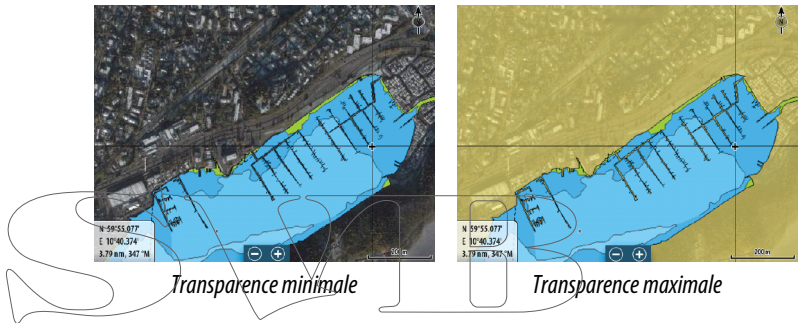 N
N 59°55.077'
E 10°40.374'
3.79 nm, 347 °M
200 m
N 59°55.077'
E 10°40.374'
3.79 nm, 347 °M
200 m
Transparence minimale
Transparence maximale